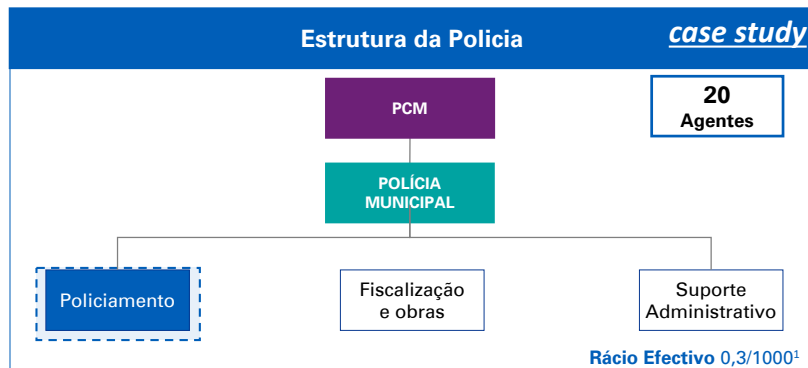 Estrutura da Policia
case study
PCM
20
Agentes
POLÍCIA
MUNICIPAL
Policiamento
Fiscalização
e obras
Suporte
Administrativo
Rácio Efectivo 0,3/1000¹